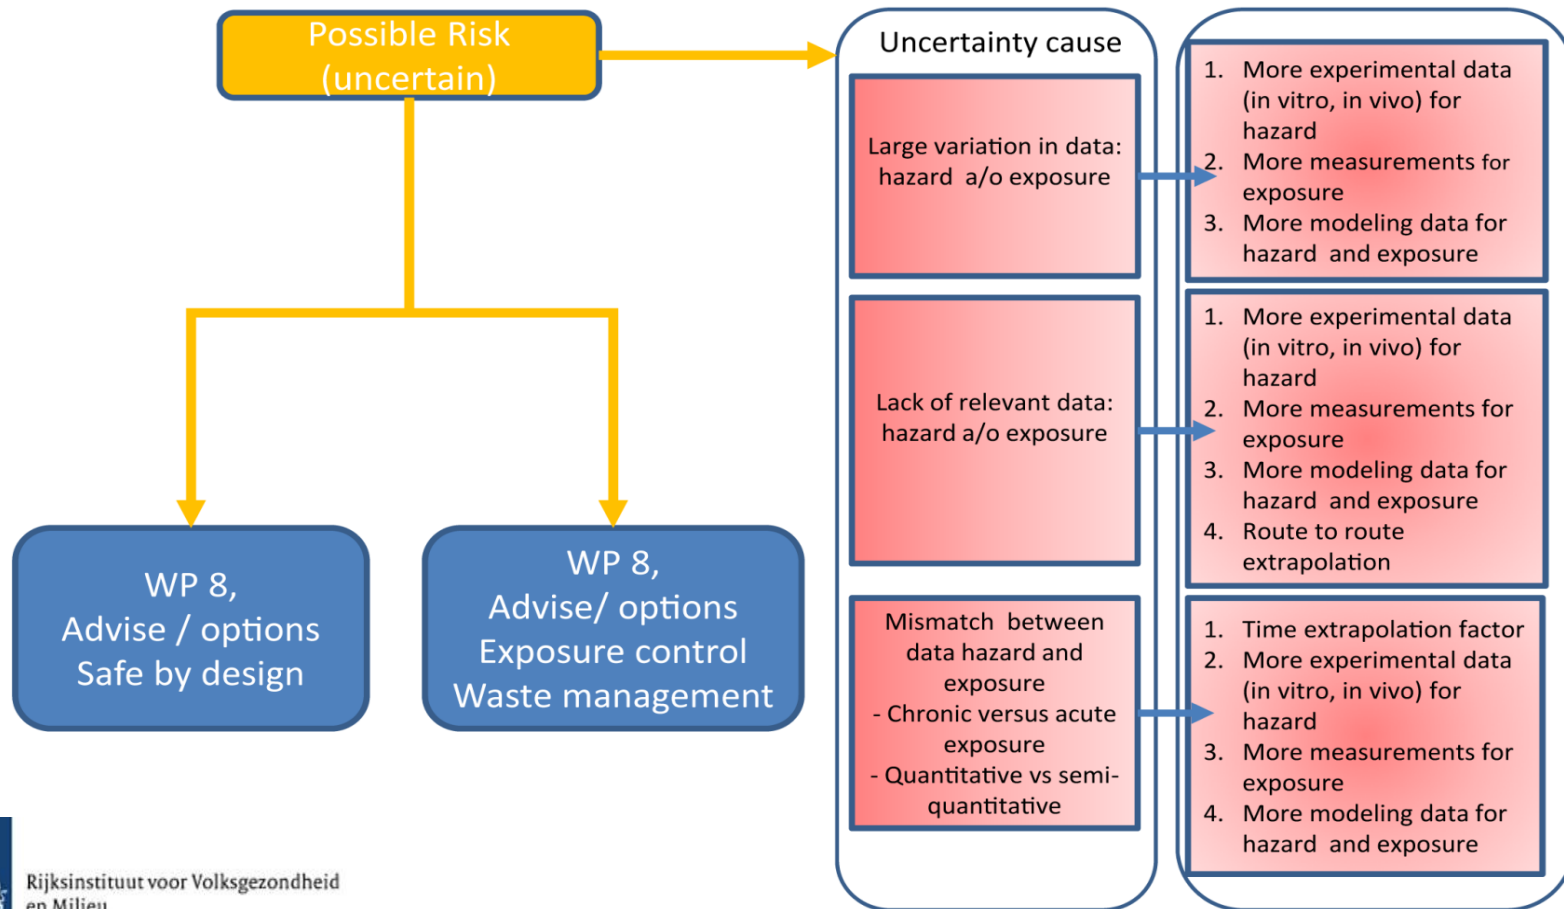 Possible Risk
(uncertain)
WP 8,
Advise / options
Safe by design
WP 8,
Advise/ options
Exposure control
Waste management
Uncertainty cause
Large variation in data:
hazard a/o exposure
Lack of relevant data:
hazard a/o exposure
Mismatch between
data hazard and
exposure
- Chronic versus acute
exposure
- Quantitative vs semi-
quantitative
1. More experimental data
(in vitro, in vivo) for
hazard
2. More measurements for
exposure
3. More modeling data for
hazard and exposure
1. More experimental data
(in vitro, in vivo) for
hazard
2. More measurements for
exposure
3. More modeling data for
hazard and exposure
4. Route to route
extrapolation
1. Time extrapolation factor
2. More experimental data
(in vitro, in vivo) for
hazard
3. More measurements for
exposure
4. More modeling data for
hazard and exposure
Rijksinstituut voor Volksgezondheid
en Milieu